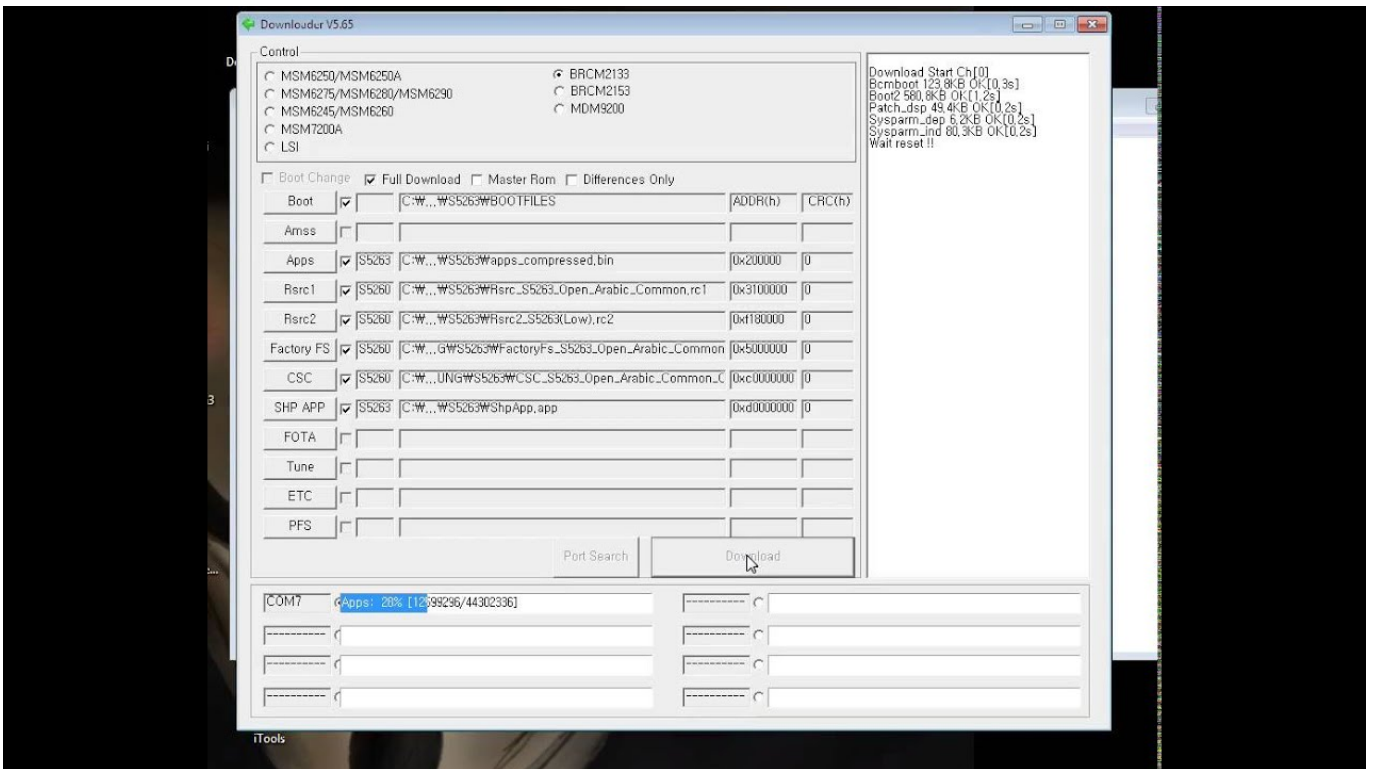 Downlouder V5.65
Control
MSM6250/MSM6250A
MSM6275/MSM6280/MSM6290
MSM6245/MSM6260
MSM7200A
LSI
BRCM2133
BRCM2153
MDM9200
Boot Change Full Download Master Rom Differences Only
Boot C:₩,,,₩S5263₩BOOTFILES ADDR(h) CRC(h)
Amss
Apps S5263 C:₩,,,₩S5263₩apps_compressed,bin 0x200000 0
Rsrc1 S5260 C:₩,,,₩S5263₩Rsrc_S5263_Open_Arabic_Common,rc1 0x3100000 0
Rsrc2 S5260 C:₩,,,₩S5263₩Rsrc2_S5263(Low),rc2 0xf180000 0
Factory FS S5260 C:₩,,,G₩S5263₩FactoryFs_S5263_Open_Arabic_Common 0x5000000 0
CSC S5260 C:₩,,,UNG₩S5263₩CSC_S5263_Open_Arabic_Common_C 0xc0000000 0
SHP APP S5263 C:₩,,,₩S5263₩ShpApp,app 0xd0000000 0
FOTA
Tune
ETC
PFS
Port Search Download
Download Start Ch[0]
Bcmboot 123,8KB OK[0,3s]
Boot2 580,8KB OK[1,2s]
Patch_dsp 49,4KB OK[0,2s]
Sysparm_dep 6,2KB OK[0,2s]
Sysparm_ind 80,3KB OK[0,2s]
Wait reset !!
COM7 Apps: 28% [12599296/44302336] ----------
---------- ----------
---------- ----------
---------- ----------
3
iTools